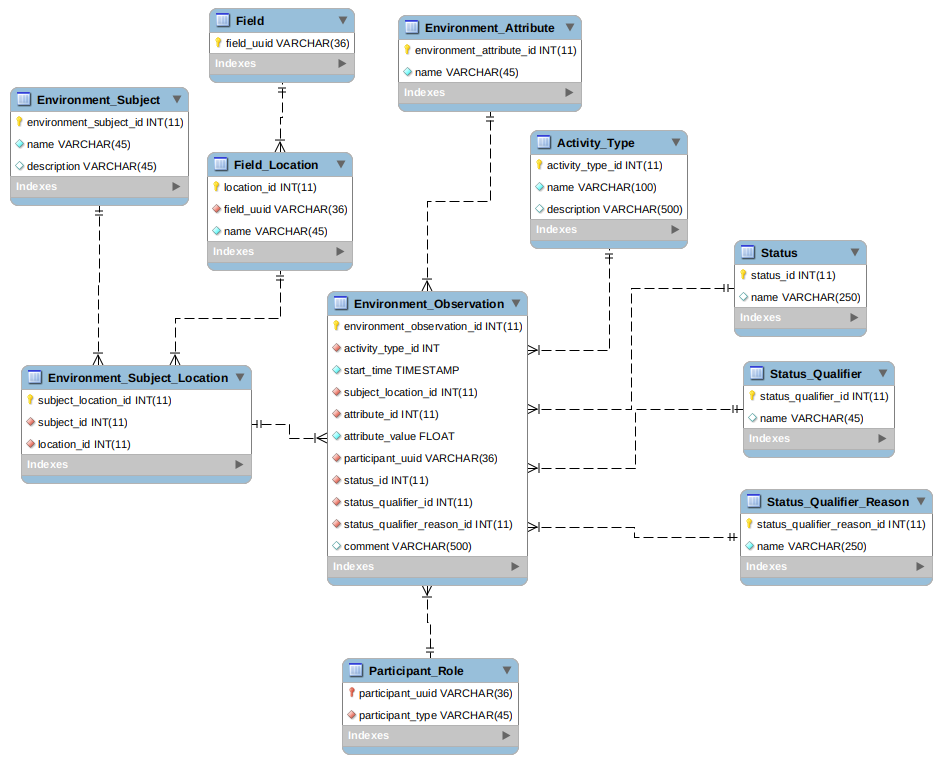 Field
field_uuid VARCHAR(36)
Indexes
Environment_Attribute
environment_attribute_id INT(11)
name VARCHAR(45)
Indexes
Environment_Subject
environment_subject_id INT(11)
name VARCHAR(45)
description VARCHAR(45)
Indexes
Field_Location
location_id INT(11)
field_uuid VARCHAR(36)
name VARCHAR(45)
Indexes
Activity_Type
activity_type_id INT(11)
name VARCHAR(100)
description VARCHAR(500)
Indexes
Status
status_id INT(11)
name VARCHAR(250)
Indexes
Environment_Observation
environment_observation_id INT(11)
activity_type_id INT
start_time TIMESTAMP
subject_location_id INT(11)
attribute_id INT(11)
attribute_value FLOAT
participant_uuid VARCHAR(36)
status_id INT(11)
status_qualifier_id INT(11)
status_qualifier_reason_id INT(11)
comment VARCHAR(500)
Indexes
Environment_Subject_Location
subject_location_id INT(11)
subject_id INT(11)
location_id INT(11)
Indexes
Status_Qualifier
status_qualifier_id INT(11)
name VARCHAR(45)
Indexes
Status_Qualifier_Reason
status_qualifier_reason_id INT(11)
name VARCHAR(250)
Indexes
Participant_Role
participant_uuid VARCHAR(36)
participant_type VARCHAR(45)
Indexes